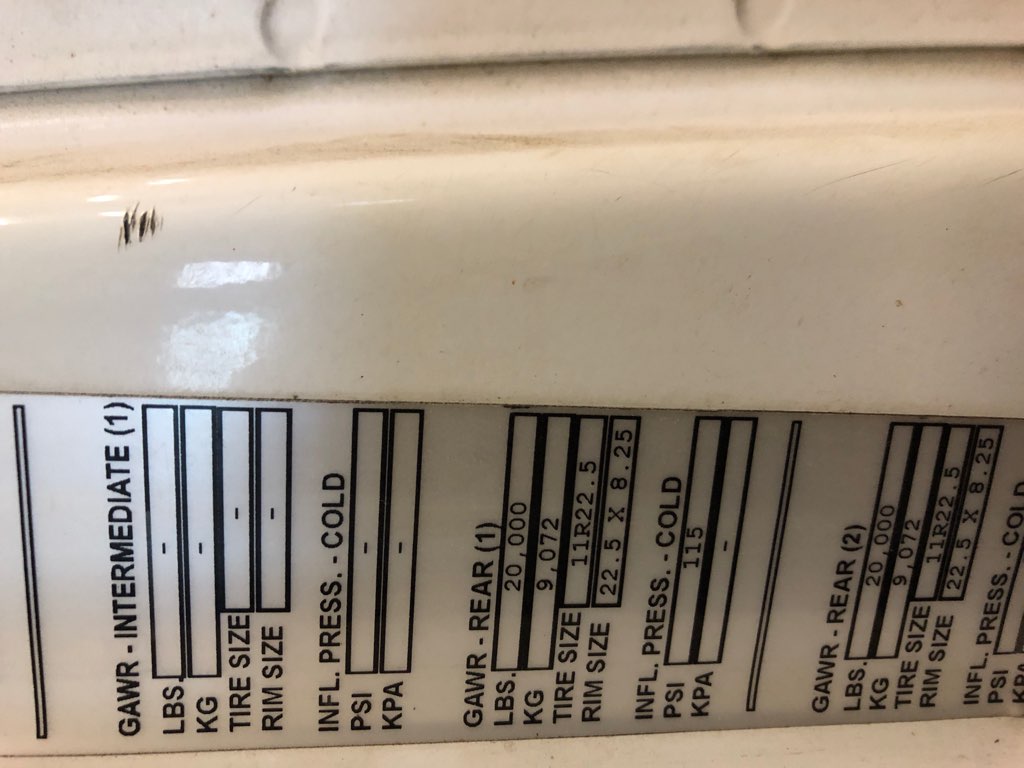 GAWR - INTERMEDIATE (1)
LBS. -
KG -
TIRE SIZE -
RIM SIZE -
INFL. PRESS. - COLD
PSI -
KPA -
GAWR - REAR (1)
LBS. 20,000
KG 9,072
TIRE SIZE 11R22.5
RIM SIZE 22.5 X 8.25
INFL. PRESS. - COLD
PSI 115
KPA -
GAWR - REAR (2)
LBS. 20,000
KG 9,072
TIRE SIZE 11R22.5
RIM SIZE 22.5 X 8.25
INFL. PRESS. - COLD
PSI
KPA